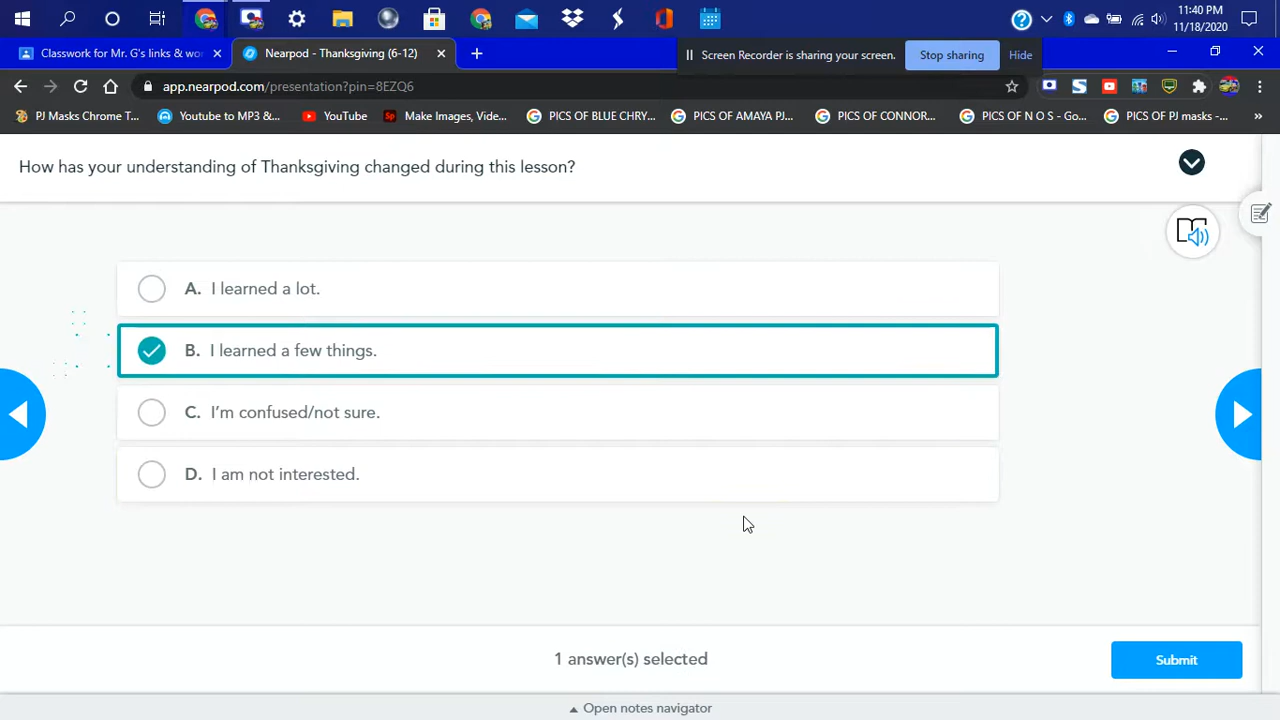 11:40 PM
11/18/2020
Classwork for Mr. G's links & wor
Nearpod - Thanksgiving (6-12)
Screen Recorder is sharing your screen.
Stop sharing
Hide
app.nearpod.com/presentation?pin=8EZQ6
PJ Masks Chrome T...
Youtube to MP3 &...
YouTube
Sp
Make Images, Vide...
PICS OF BLUE CHRY...
PICS OF AMAYA PJ...
PICS OF CONNOR...
PICS OF N O S - Go...
PICS OF PJ masks -...
»
How has your understanding of Thanksgiving changed during this lesson?
A. I learned a lot.
B. I learned a few things.
C. I'm confused/not sure.
D. I am not interested.
1 answer(s) selected
Submit
Open notes navigator